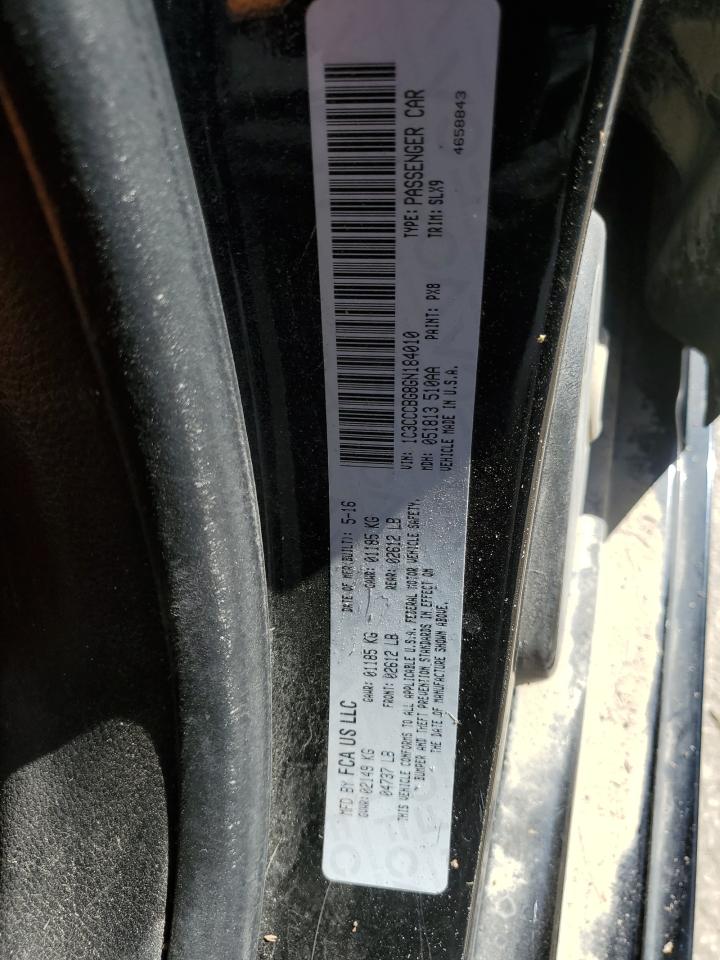 MFD BY FCA US LLC
DATE OF MFR(BUILT): 5-16
GVWR: 02149 KG
04737 LB
GAWR: 01185 KG
FRONT: 02612 LB
GAWR: 01185 KG
REAR: 02612 LB
THIS VEHICLE CONFORMS TO ALL APPLICABLE U.S.A. FEDERAL MOTOR VEHICLE SAFETY,
BUMPER AND THEFT PREVENTION STANDARDS IN EFFECT ON
THE DATE OF MANUFACTURE SHOWN ABOVE.
VIN: 1C3CCCBG8GN184010
TYPE: PASSENGER CAR
MDH: 051813 510AA
PAINT: PX8
TRIM: SLX9
VEHICLE MADE IN U.S.A.
4658843